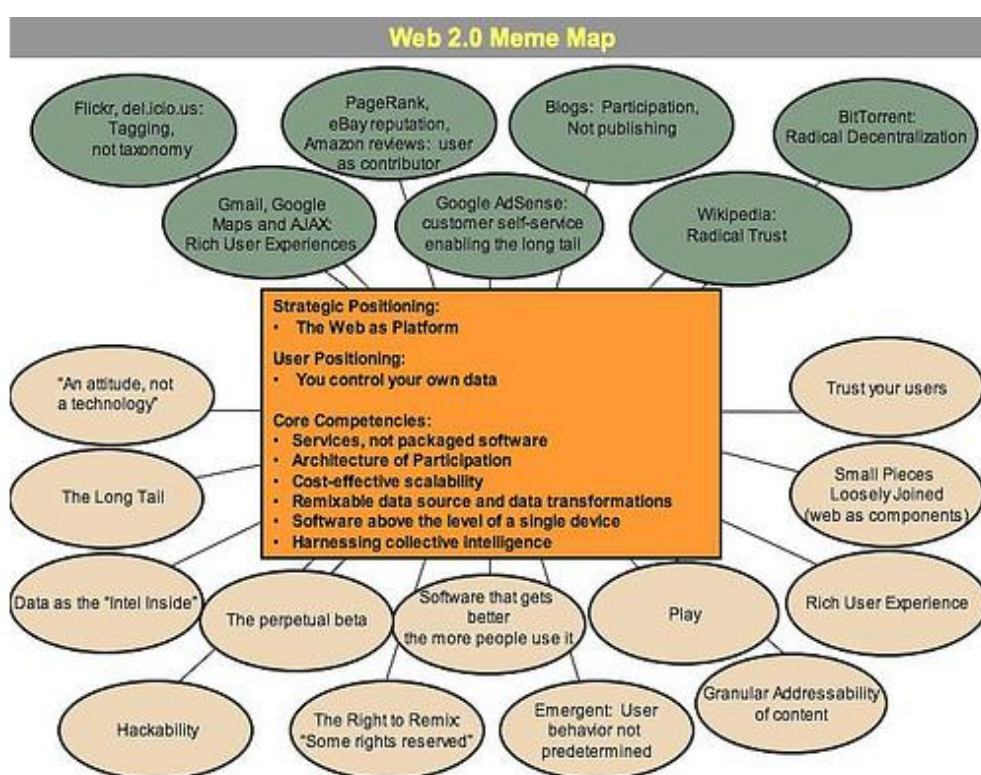 Web 2.0 Meme Map
Flickr, del.icio.us:
Tagging,
not taxonomy
PageRank,
eBay reputation,
Amazon reviews: user
as contributor
Blogs: Participation,
Not publishing
BitTorrent:
Radical Decentralization
Gmail, Google
Maps and AJAX:
Rich User Experiences
Google AdSense:
customer self-service
enabling the long tail
Wikipedia:
Radical Trust
Strategic Positioning:
• The Web as Platform
User Positioning:
• You control your own data
Core Competencies:
• Services, not packaged software
• Architecture of Participation
• Cost-effective scalability
• Remixable data source and data transformations
• Software above the level of a single device
• Harnessing collective intelligence
"An attitude, not
a technology"
Trust your users
The Long Tail
Small Pieces
Loosely Joined
(web as components)
Data as the "Intel Inside"
The perpetual beta
Software that gets
better
the more people use it
Play
Rich User Experience
Hackability
The Right to Remix:
"Some rights reserved"
Emergent: User
behavior not
predetermined
Granular Addressability
of content